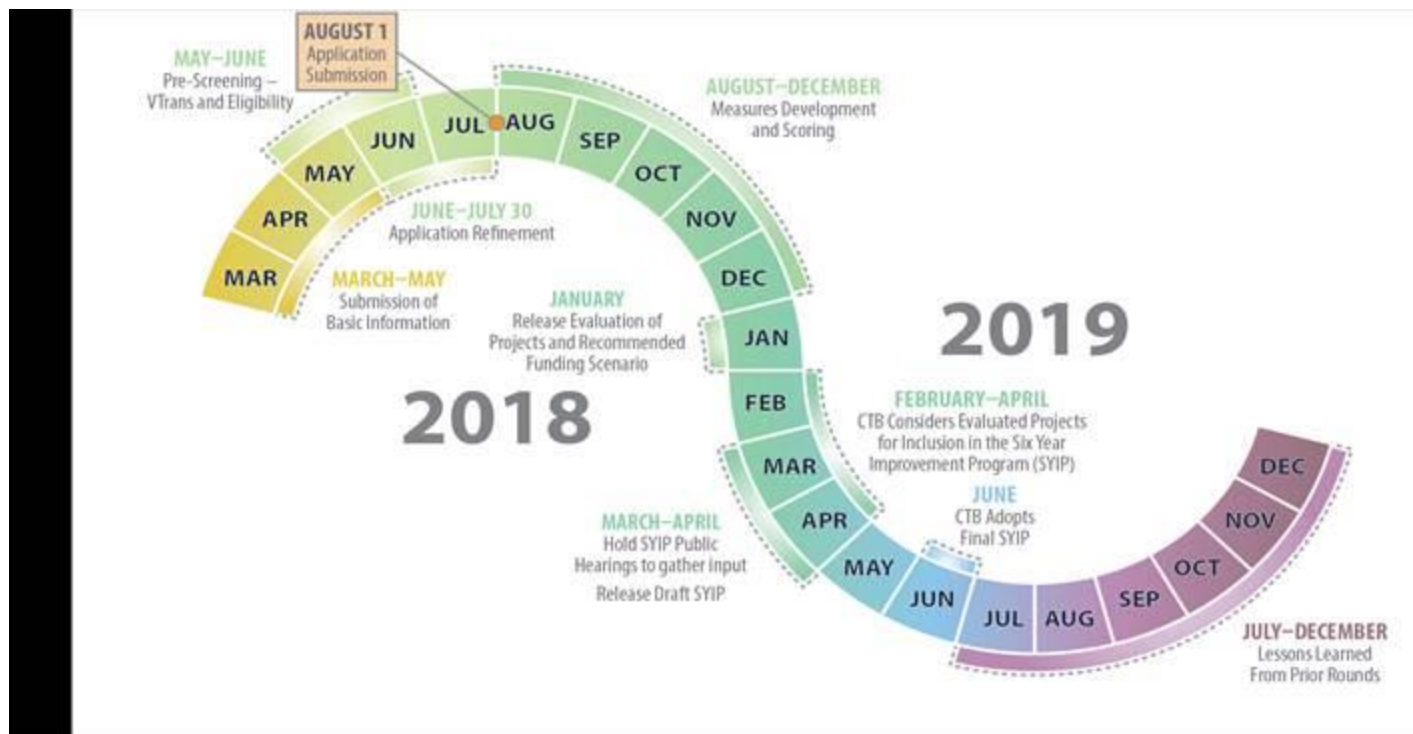 AUGUST 1
Application
Submission
MAY–JUNE
Pre-Screening –
VTrans and Eligibility
AUGUST–DECEMBER
Measures Development
and Scoring
MAR
APR
MAY
JUN
JUL
AUG
SEP
OCT
NOV
DEC
JAN
FEB
MAR
APR
MAY
JUN
JUL
AUG
SEP
OCT
NOV
DEC
JUNE–JULY 30
Application Refinement
MARCH–MAY
Submission of
Basic Information
JANUARY
Release Evaluation of
Projects and Recommended
Funding Scenario
2018
2019
FEBRUARY–APRIL
CTB Considers Evaluated Projects
for Inclusion in the Six Year
Improvement Program (SYIP)
MARCH–APRIL
Hold SYIP Public
Hearings to gather input
Release Draft SYIP
JUNE
CTB Adopts
Final SYIP
JULY–DECEMBER
Lessons Learned
From Prior Rounds